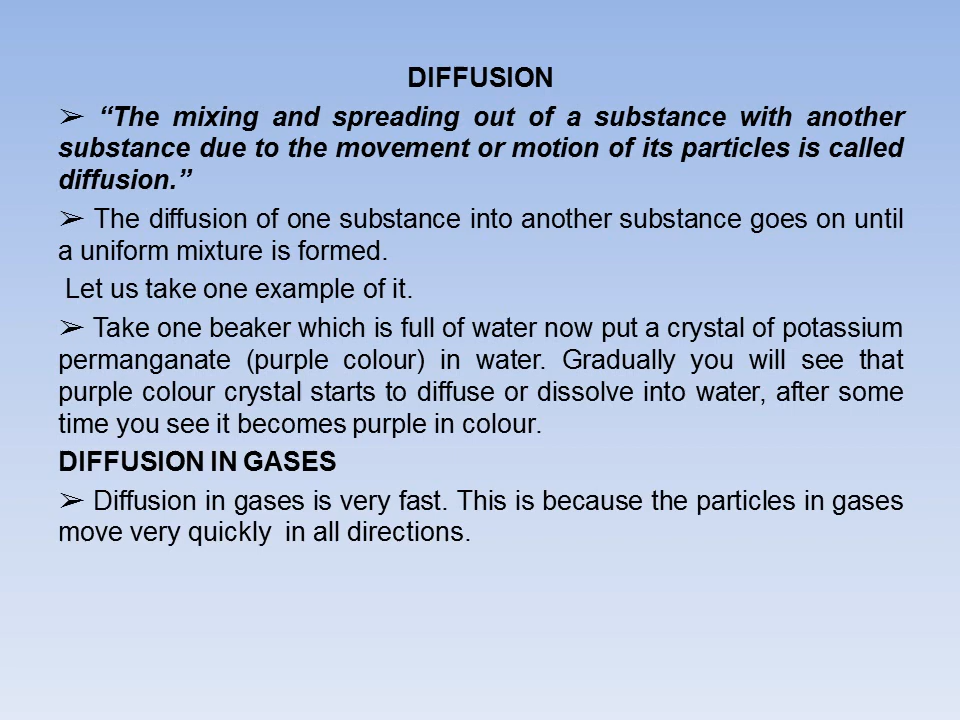 DIFFUSION
➢ “The mixing and spreading out of a substance with another
substance due to the movement or motion of its particles is called
diffusion.”
➢ The diffusion of one substance into another substance goes on until
a uniform mixture is formed.
Let us take one example of it.
➢ Take one beaker which is full of water now put a crystal of potassium
permanganate (purple colour) in water. Gradually you will see that
purple colour crystal starts to diffuse or dissolve into water, after some
time you see it becomes purple in colour.
DIFFUSION IN GASES
➢ Diffusion in gases is very fast. This is because the particles in gases
move very quickly in all directions.